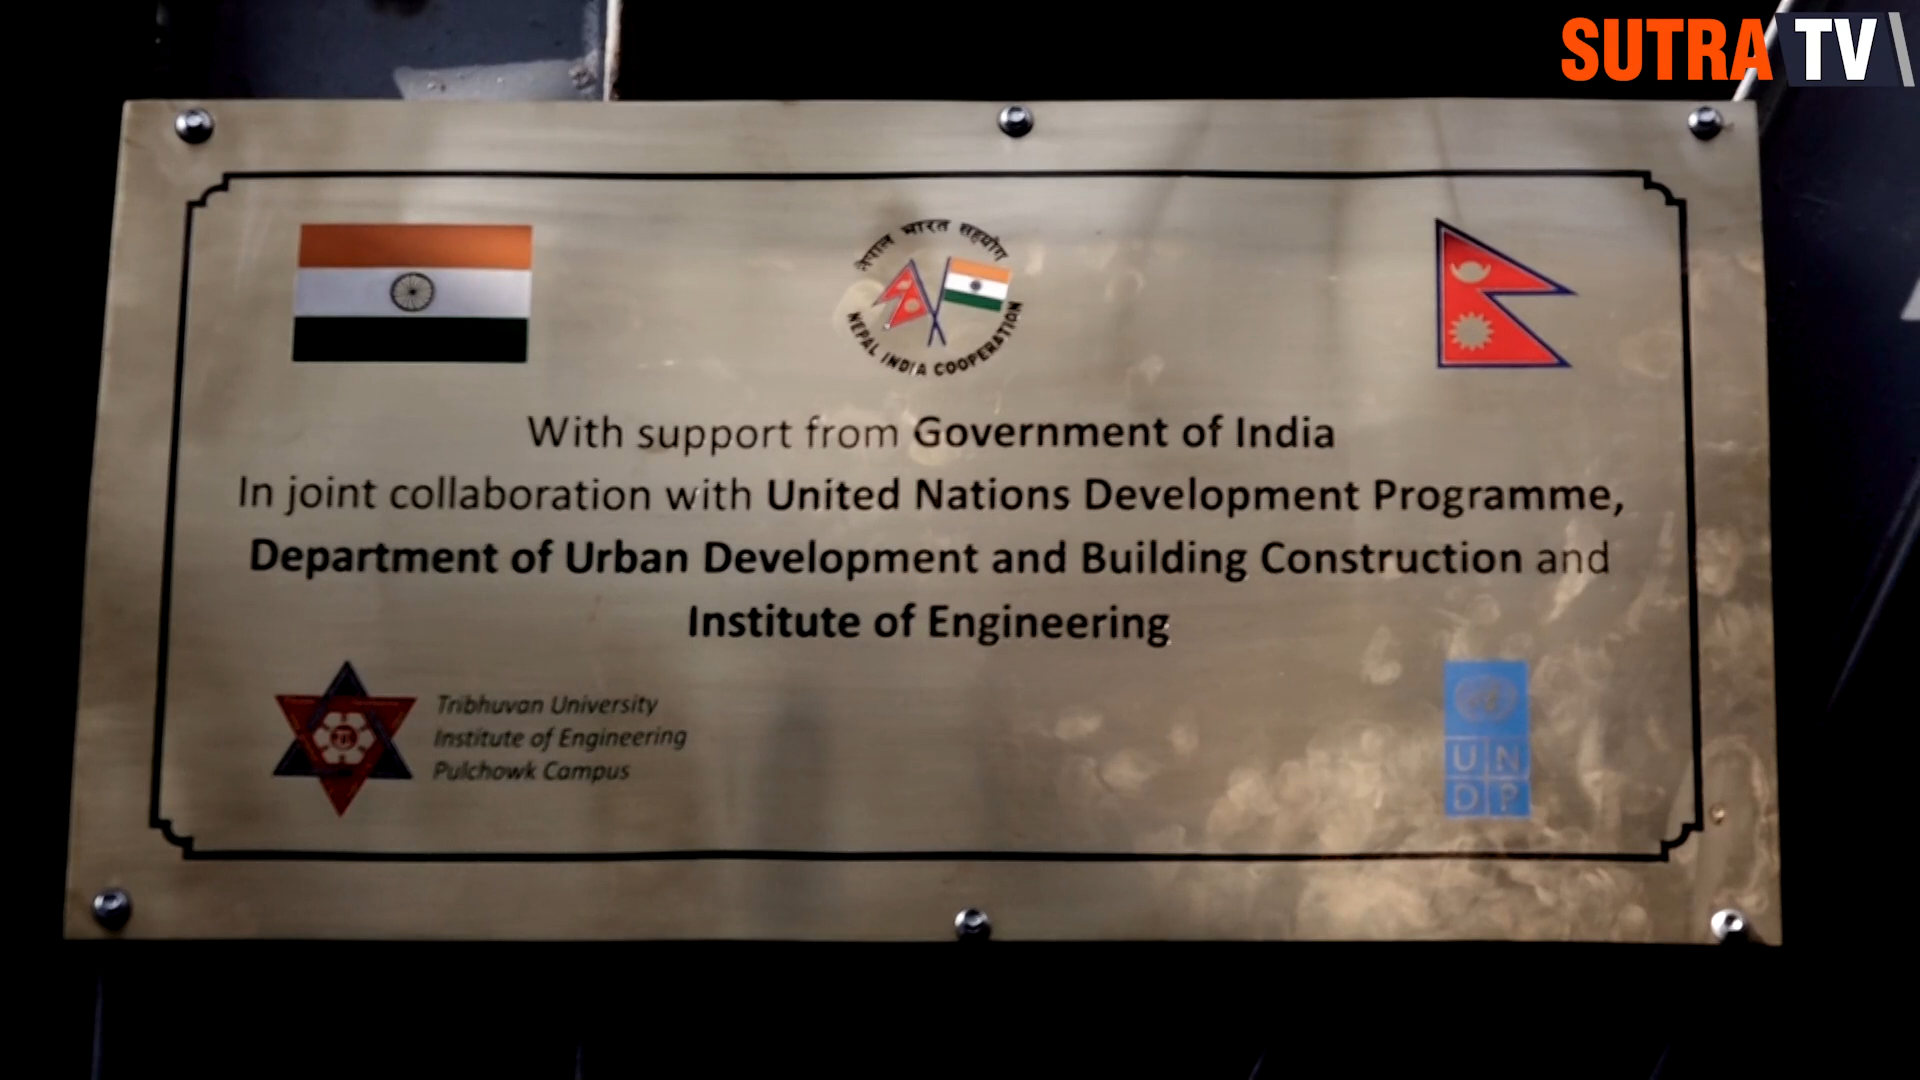 SUTRA TV
नेपाल भारत सहयोग
NEPAL INDIA COOPERATION
With support from Government of India
In joint collaboration with United Nations Development Programme,
Department of Urban Development and Building Construction and
Institute of Engineering
Tribhuvan University
Institute of Engineering
Pulchowk Campus
U N
D P